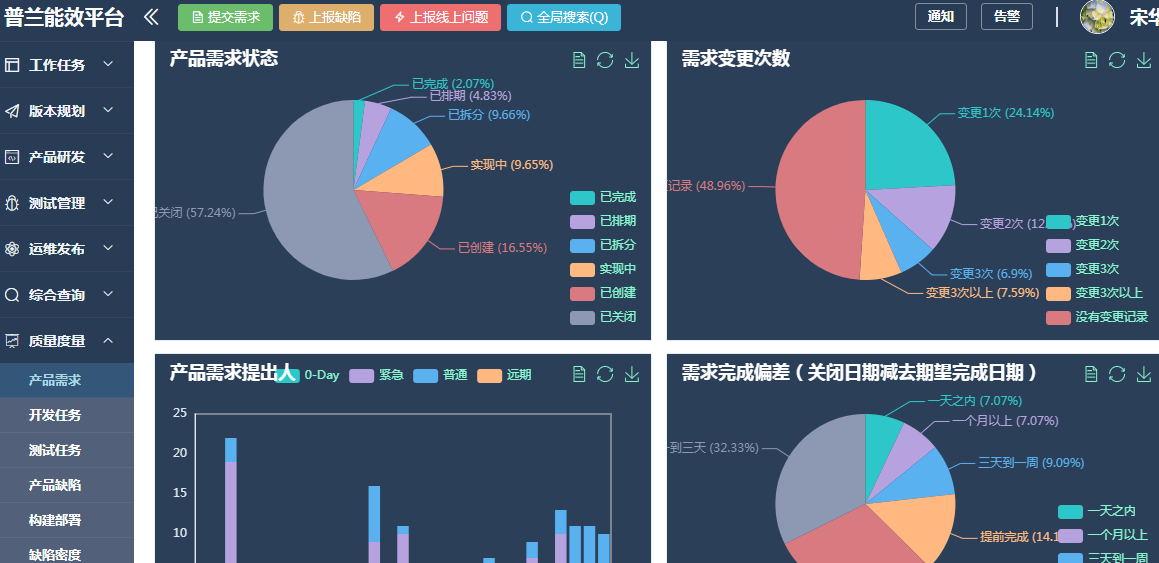 普兰能效平台
提交需求
上报缺陷
上报线上问题
全局搜索(Q)
通知
告警
工作任务
版本规划
产品研发
测试管理
运维发布
综合查询
质量度量
产品需求
开发任务
测试任务
产品缺陷
构建部署
缺陷密度
产品需求状态
已完成 (2.07%)
已排期 (4.83%)
已拆分 (9.66%)
实现中 (9.65%)
已创建 (16.55%)
已关闭 (57.24%)
已完成
已排期
已拆分
实现中
已创建
已关闭
需求变更次数
变更1次 (24.14%)
变更2次 (12.
变更3次 (6.9%)
变更3次以上 (7.59%)
记录 (48.96%)
变更1次
变更2次
变更3次
变更3次以上
没有变更记录
产品需求提出人
0-Day
紧急
普通
远期
25
20
15
10
需求完成偏差（关闭日期减去期望完成日期）
一天之内 (7.07%)
一个月以上 (7.07%)
三天到一周 (9.09%)
提前完成 (14.1
到三天 (32.33%)
一天之内
一个月以上
三天到一周